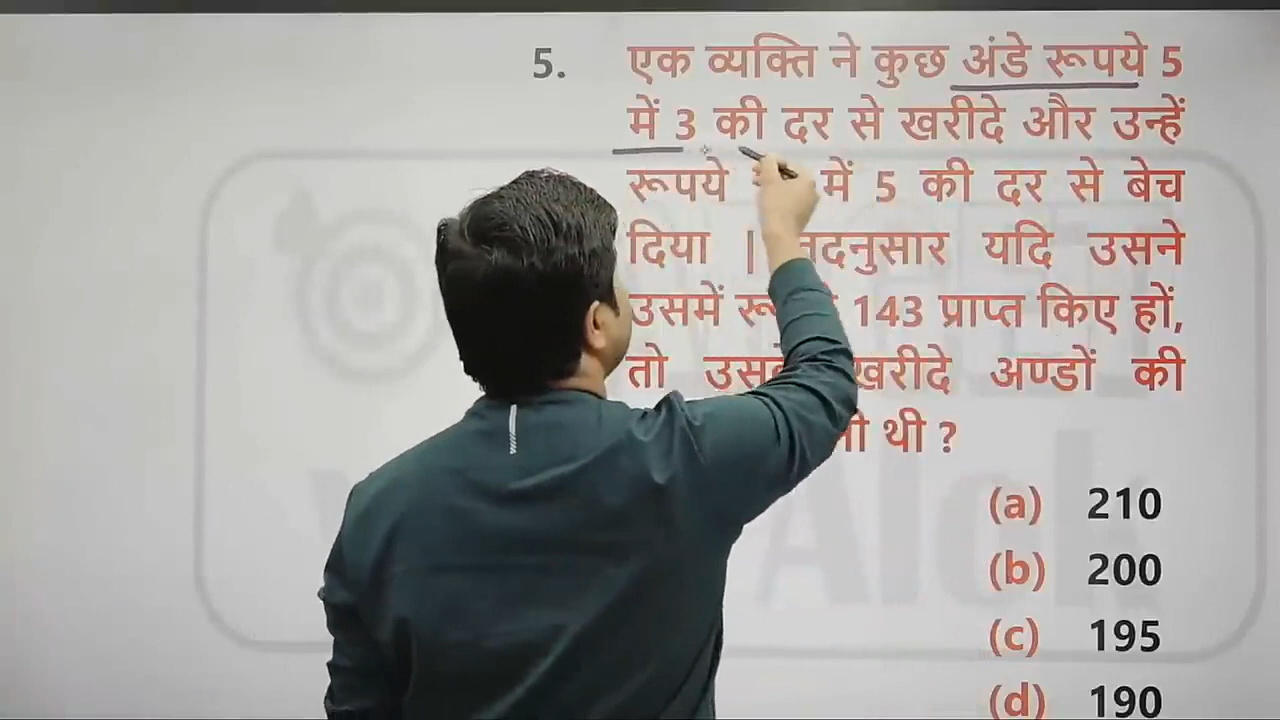 5. एक व्यक्ति ने कुछ अंडे रूपये 5
में 3 की दर से खरीदे और उन्हें
रूपये में 5 की दर से बेच
दिया | तदनुसार यदि उसने
उसमें 143 प्राप्त किए हों,
तो खरीदे अण्डों की
थी ?
(a) 210
(b) 200
(c) 195
(d) 190